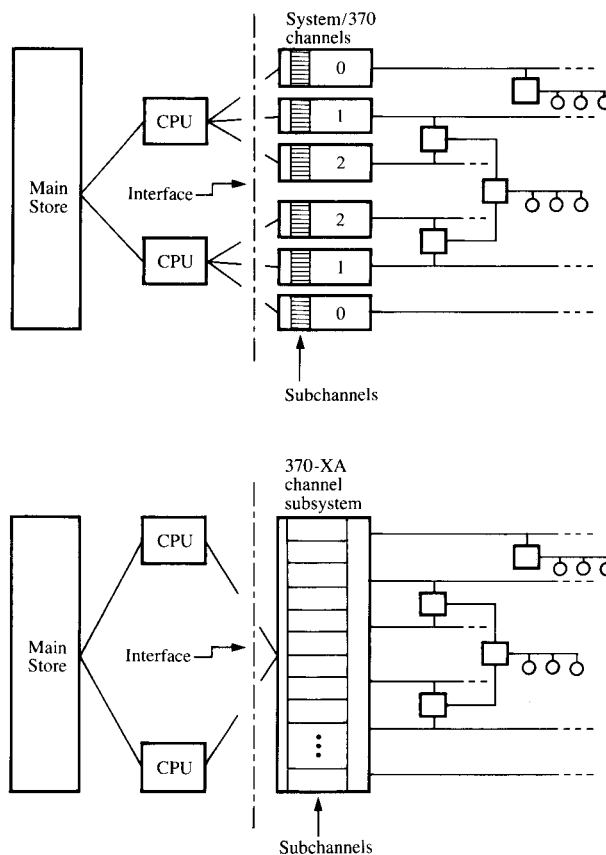 System/370
channels
0
CPU
1
2
Main
Store
Interface
2
CPU
1
0
Subchannels
370-XA
channel
subsystem
CPU
Main
Store
Interface
CPU
Subchannels